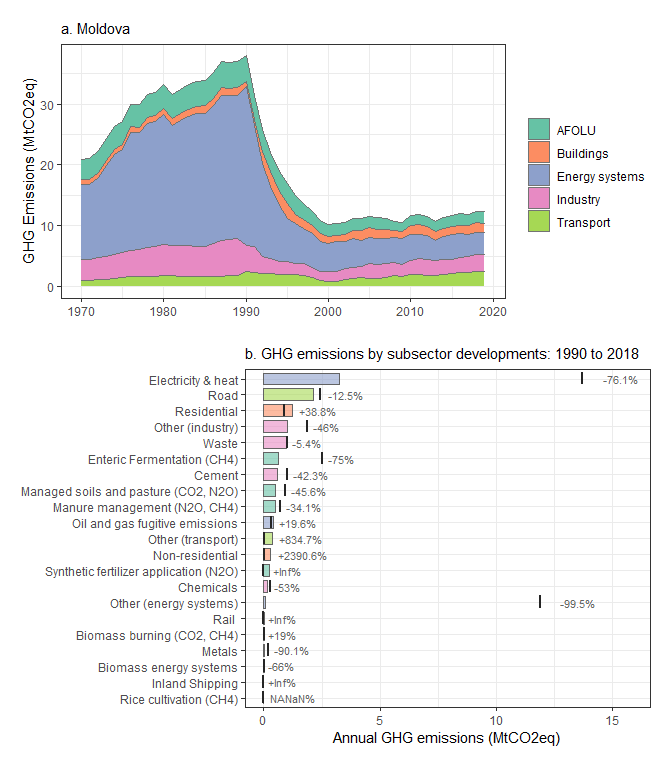 a. Moldova
GHG Emissions (MtCO2eq)
30
20
10
0
1970 1980 1990 2000 2010 2020
AFOLU
Buildings
Energy systems
Industry
Transport
b. GHG emissions by subsector developments: 1990 to 2018
Electricity & heat -76.1%
Road -12.5%
Residential +38.8%
Other (industry) -46%
Waste -5.4%
Enteric Fermentation (CH4) -75%
Cement -42.3%
Managed soils and pasture (CO2, N2O) -45.6%
Manure management (N2O, CH4) -34.1%
Oil and gas fugitive emissions +19.6%
Other (transport) +834.7%
Non-residential +2390.6%
Synthetic fertilizer application (N2O) +Inf%
Chemicals -53%
Other (energy systems) -99.5%
Rail +Inf%
Biomass burning (CO2, CH4) +19%
Metals -90.1%
Biomass energy systems -66%
Inland Shipping +Inf%
Rice cultivation (CH4) NANaN%
0 5 10 15
Annual GHG emissions (MtCO2eq)